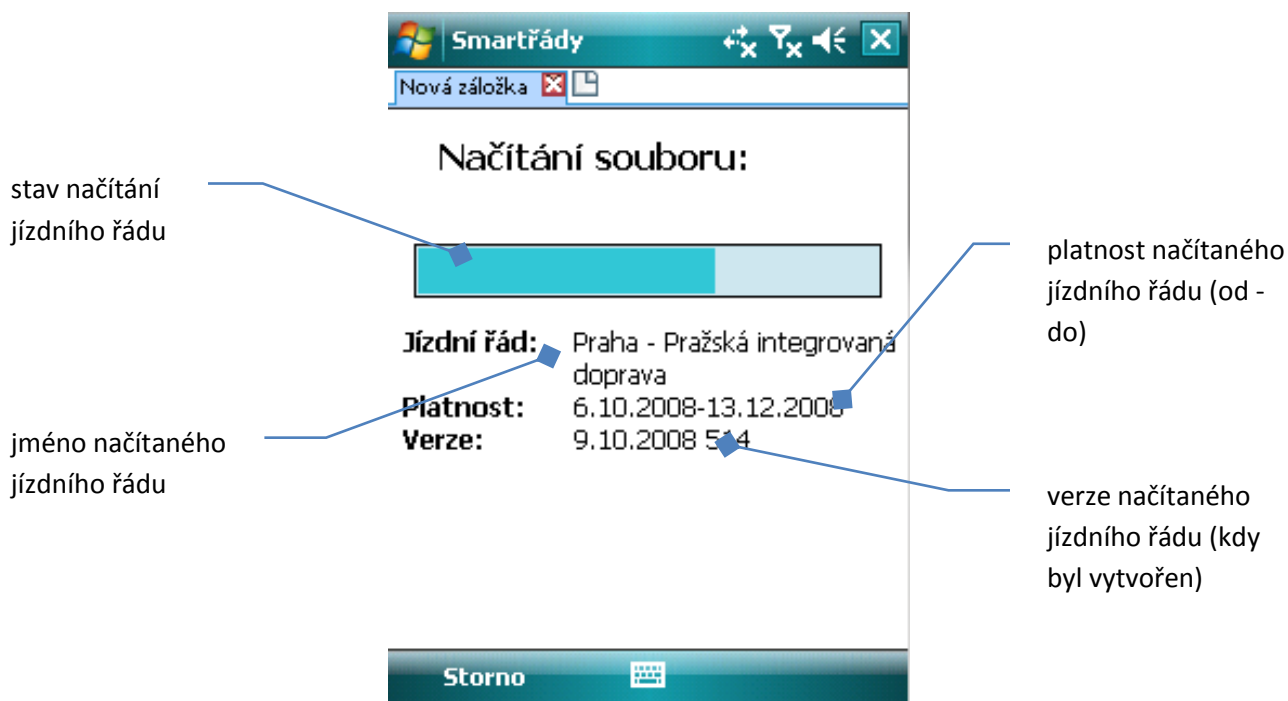 Smartřády
Nová záložka
Načítání souboru:
stav načítání
jízdního řádu
platnost načítaného
jízdního řádu (od -
do)
Jízdní řád: Praha - Pražská integrovaná
doprava
Platnost: 6.10.2008-13.12.2008
Verze: 9.10.2008 514
jméno načítaného
jízdního řádu
verze načítaného
jízdního řádu (kdy
byl vytvořen)
Storno